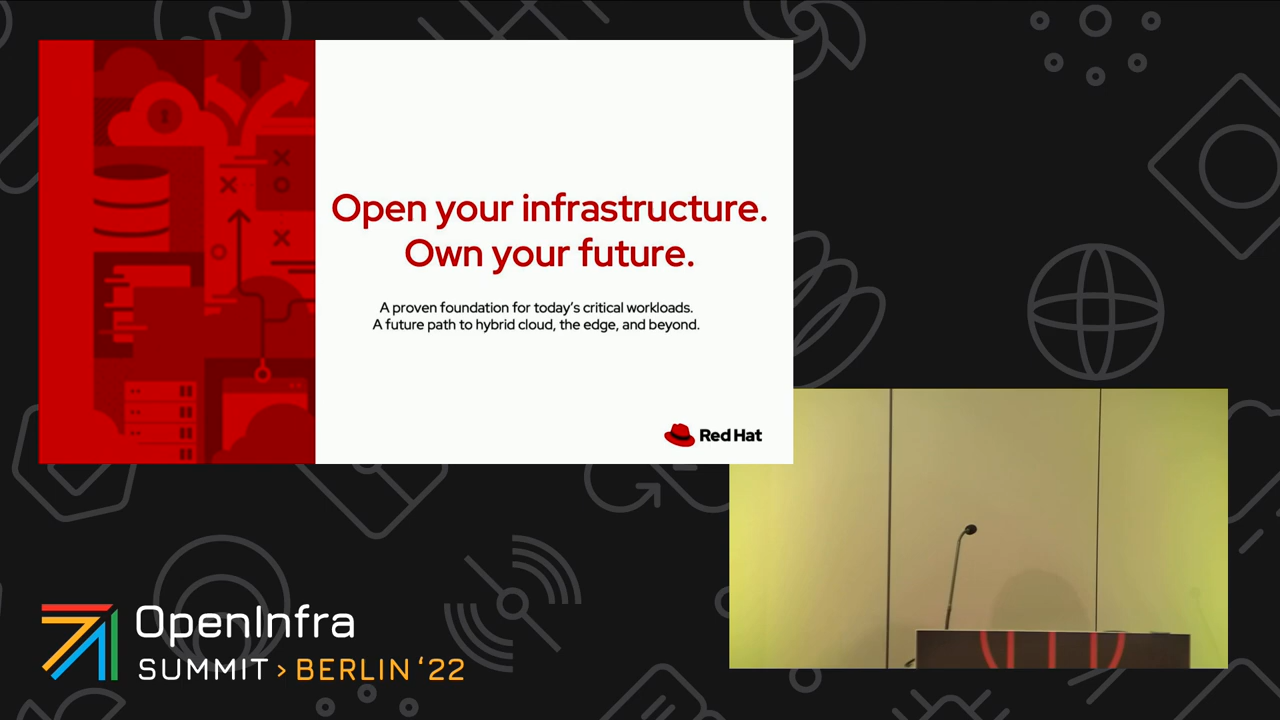 Open your infrastructure.
Own your future.
A proven foundation for today's critical workloads.
A future path to hybrid cloud, the edge, and beyond.
Red Hat
OpenInfra
SUMMIT > BERLIN ‘22